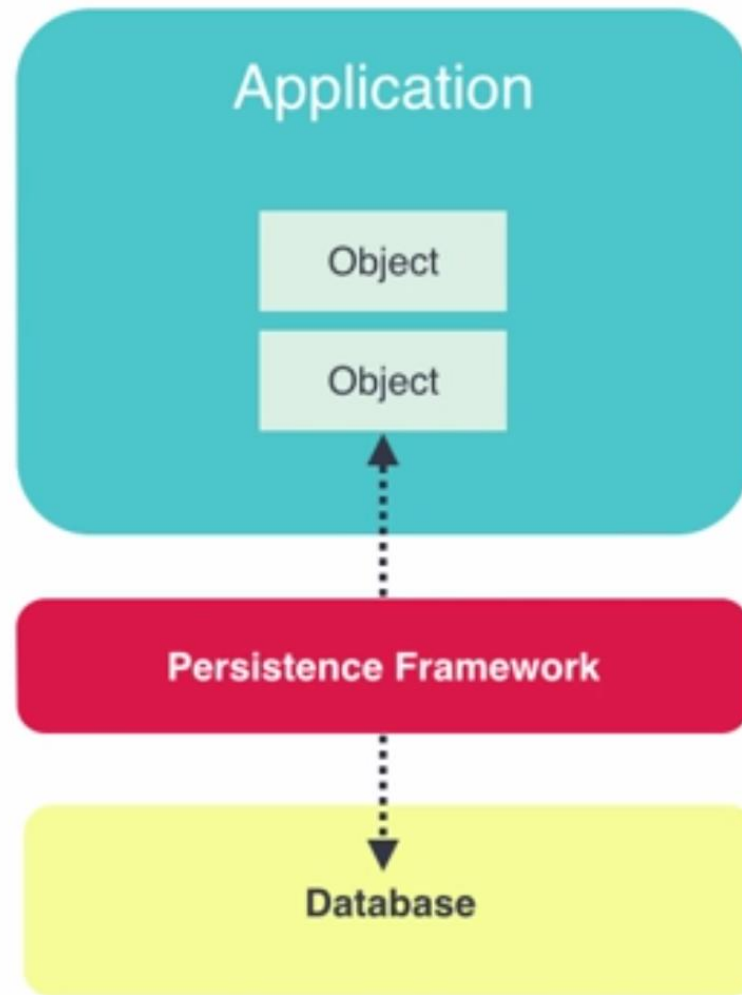 Application
Object
Object
Persistence Framework
Database